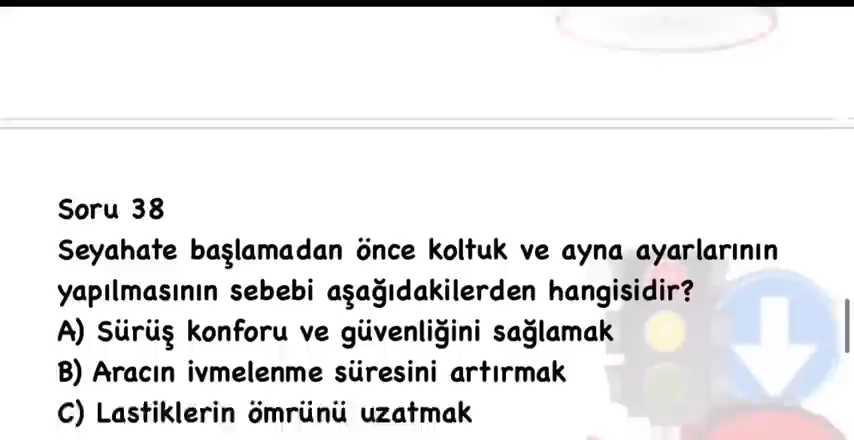 Soru 38
Seyahate başlamadan önce koltuk ve ayna ayarlarının
yapılmasının sebebi aşağıdakilerden hangisidir?
A) Sürüş konforu ve güvenliğini sağlamak
B) Aracın ivmelenme süresini artırmak
C) Lastiklerin ömrünü uzatmak